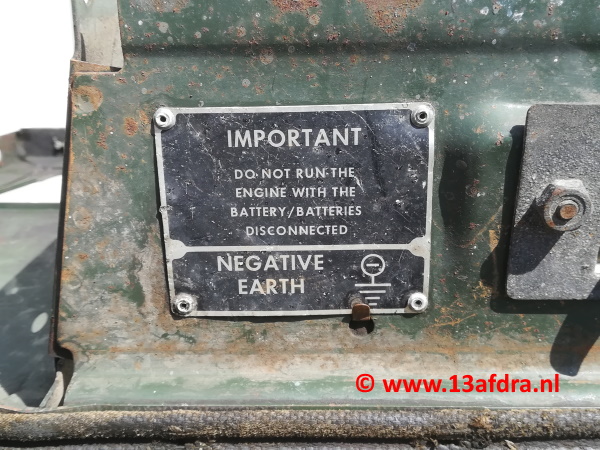 IMPORTANT
DO NOT RUN THE
ENGINE WITH THE
BATTERY/BATTERIES
DISCONNECTED
NEGATIVE
EARTH
© www.13afdra.nl